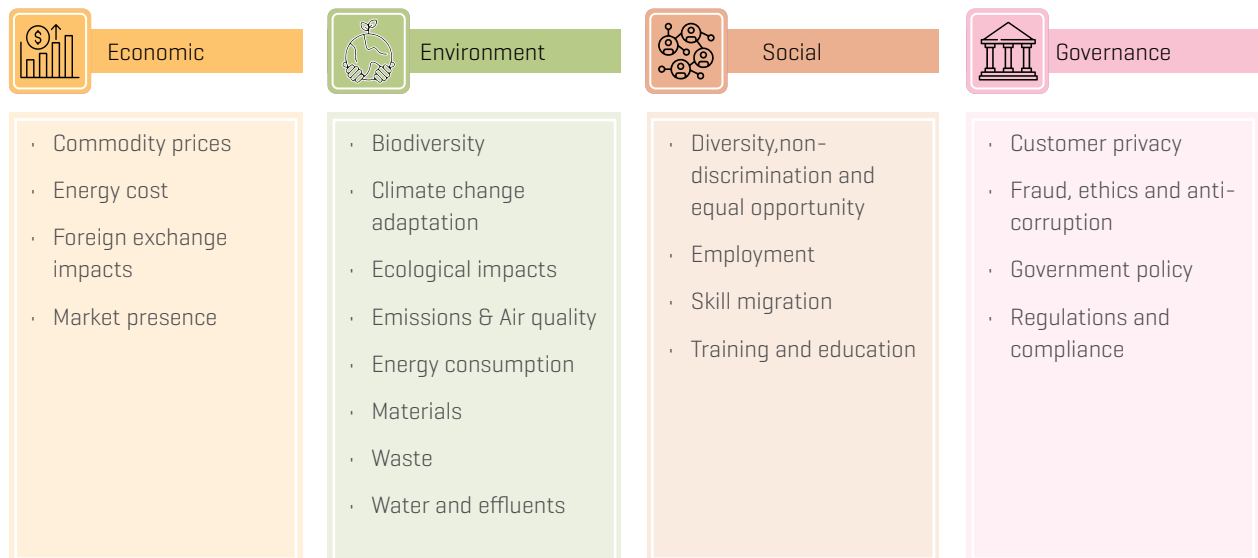 Economic
· Commodity prices
· Energy cost
· Foreign exchange
impacts
· Market presence
Environment
· Biodiversity
· Climate change
adaptation
· Ecological impacts
· Emissions & Air quality
· Energy consumption
· Materials
· Waste
· Water and effluents
Social
· Diversity,non-
discrimination and
equal opportunity
· Employment
· Skill migration
· Training and education
Governance
· Customer privacy
· Fraud, ethics and anti-
corruption
· Government policy
· Regulations and
compliance